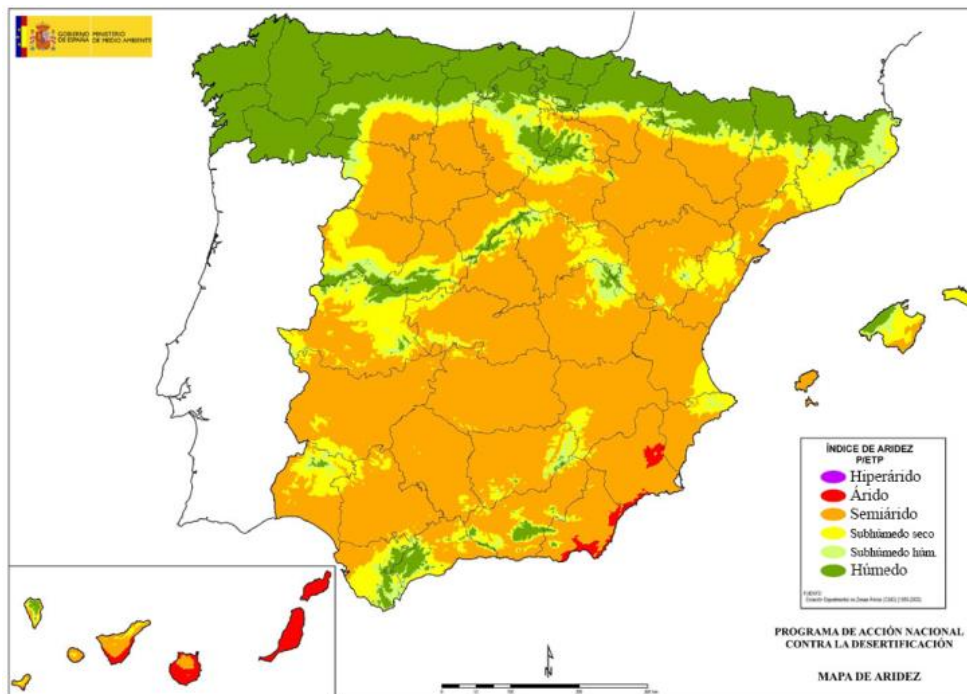 GOBIERNO MINISTERIO
DE ESPAÑA DE MEDIO AMBIENTE
ÍNDICE DE ARIDEZ
P/ETP
Hiperárido
Árido
Semiárido
Subhúmedo seco
Subhúmedo húm.
Húmedo
FUENTE:
PROGRAMA DE ACCIÓN NACIONAL
CONTRA LA DESERTIFICACIÓN
N
MAPA DE ARIDEZ